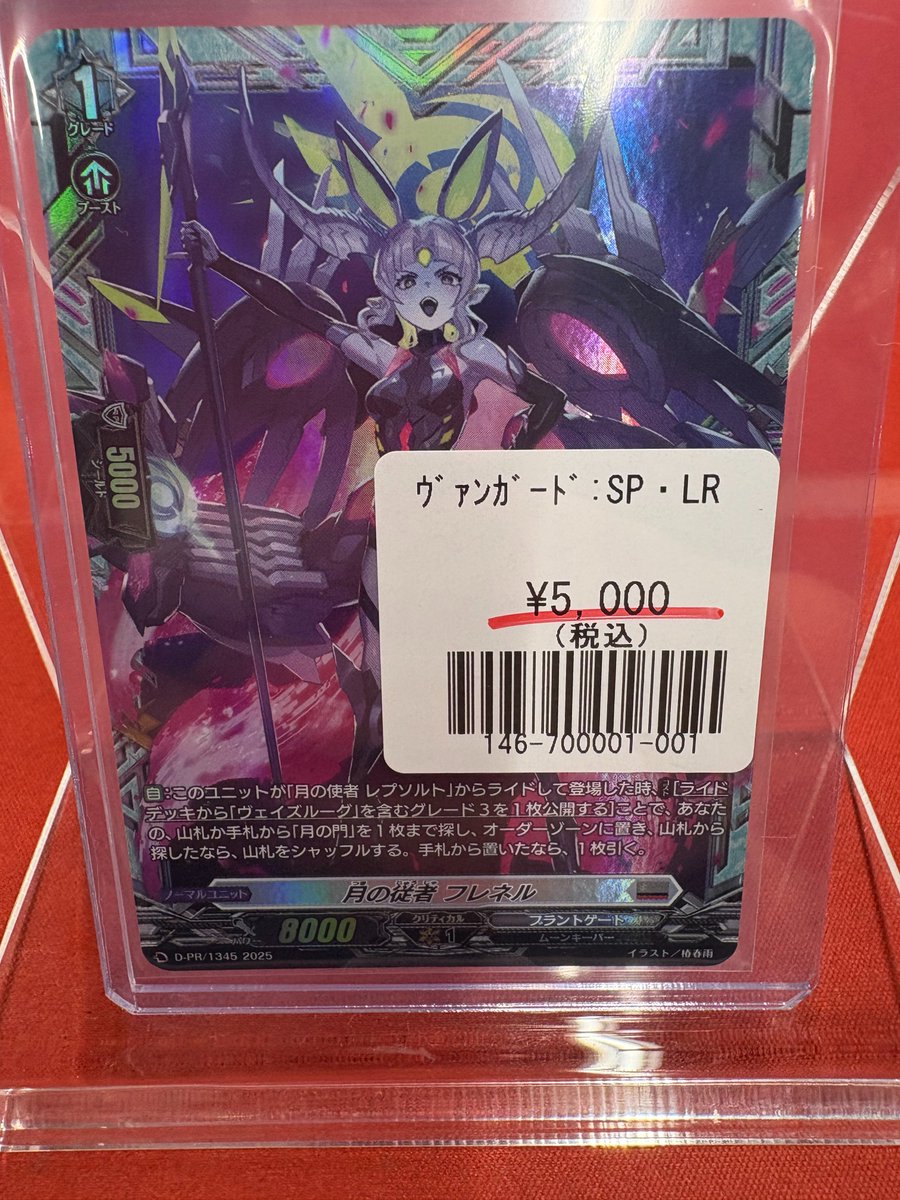 1
グレード
ブースト
5000
シールド
ヴァンガード:SP・LR
¥5,000
(税込)
146-700001-001
自:このユニットが「月の使者 レプソルト」からライドして登場した時、【ライド
デッキから「ヴェイズルーグ」を含むグレード3を1枚公開する】ことで、あなた
の、山札か手札から「月の門」を1枚まで探し、オーダーゾーンに置き、山札から
探したなら、山札をシャッフルする。手札から置いたなら、1枚引く。
ノーマルユニット
月の従者 フレネル
パワー 8000
クリティカル
1
ブラントゲート
ムーンキーパー
D-PR/1345 2025
イラスト/椿春雨